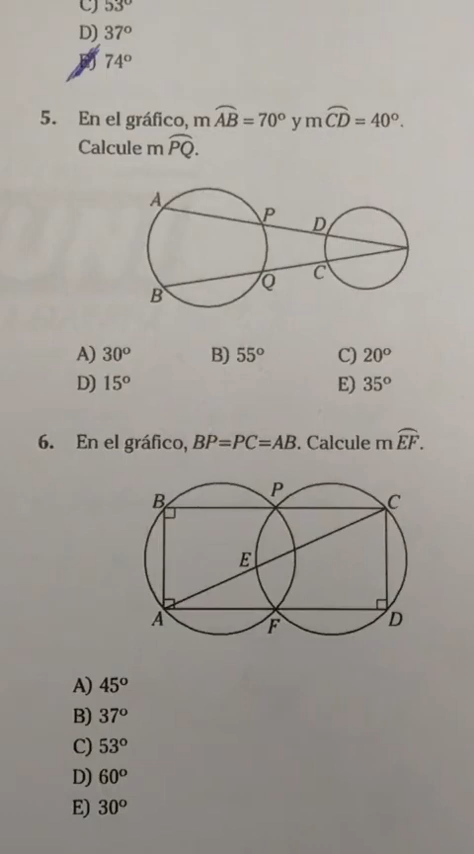 C) 53°
D) 37°
E) 74°
5. En el gráfico, m AB = 70° y m CD = 40°.
Calcule m PQ.
A
P
D
B
Q
C
A) 30° B) 55° C) 20°
D) 15° E) 35°
6. En el gráfico, BP=PC=AB. Calcule m EF.
B
P
C
E
A
F
D
A) 45°
B) 37°
C) 53°
D) 60°
E) 30°